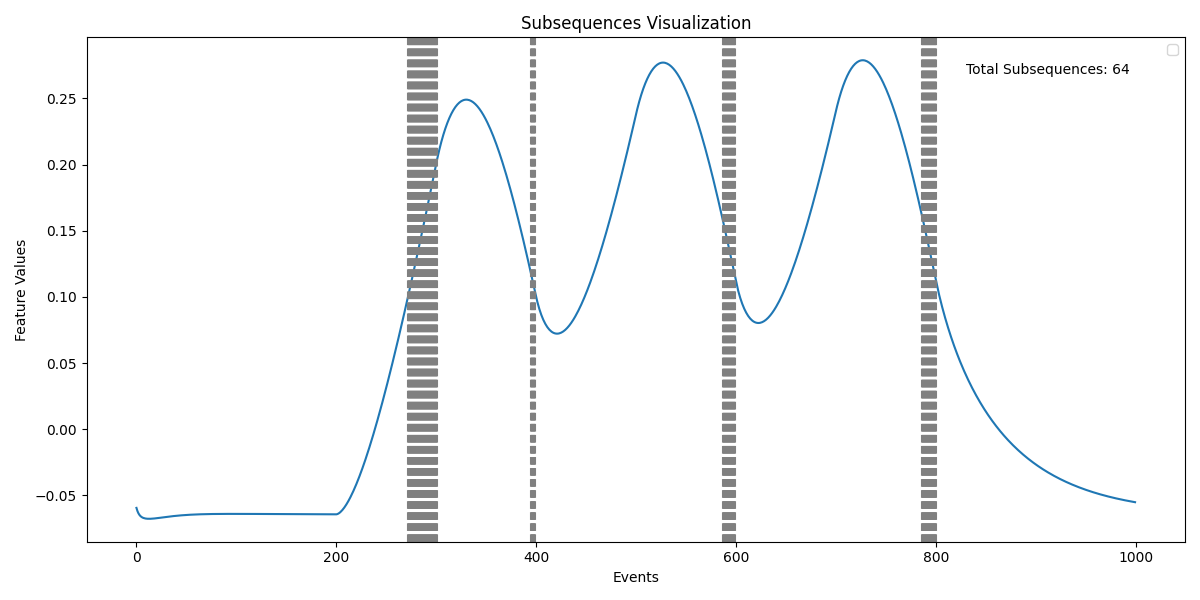 Subsequences Visualization
Total Subsequences: 64
Feature Values
0.25
0.20
0.15
0.10
0.05
0.00
−0.05
0 200 400 600 800 1000
Events